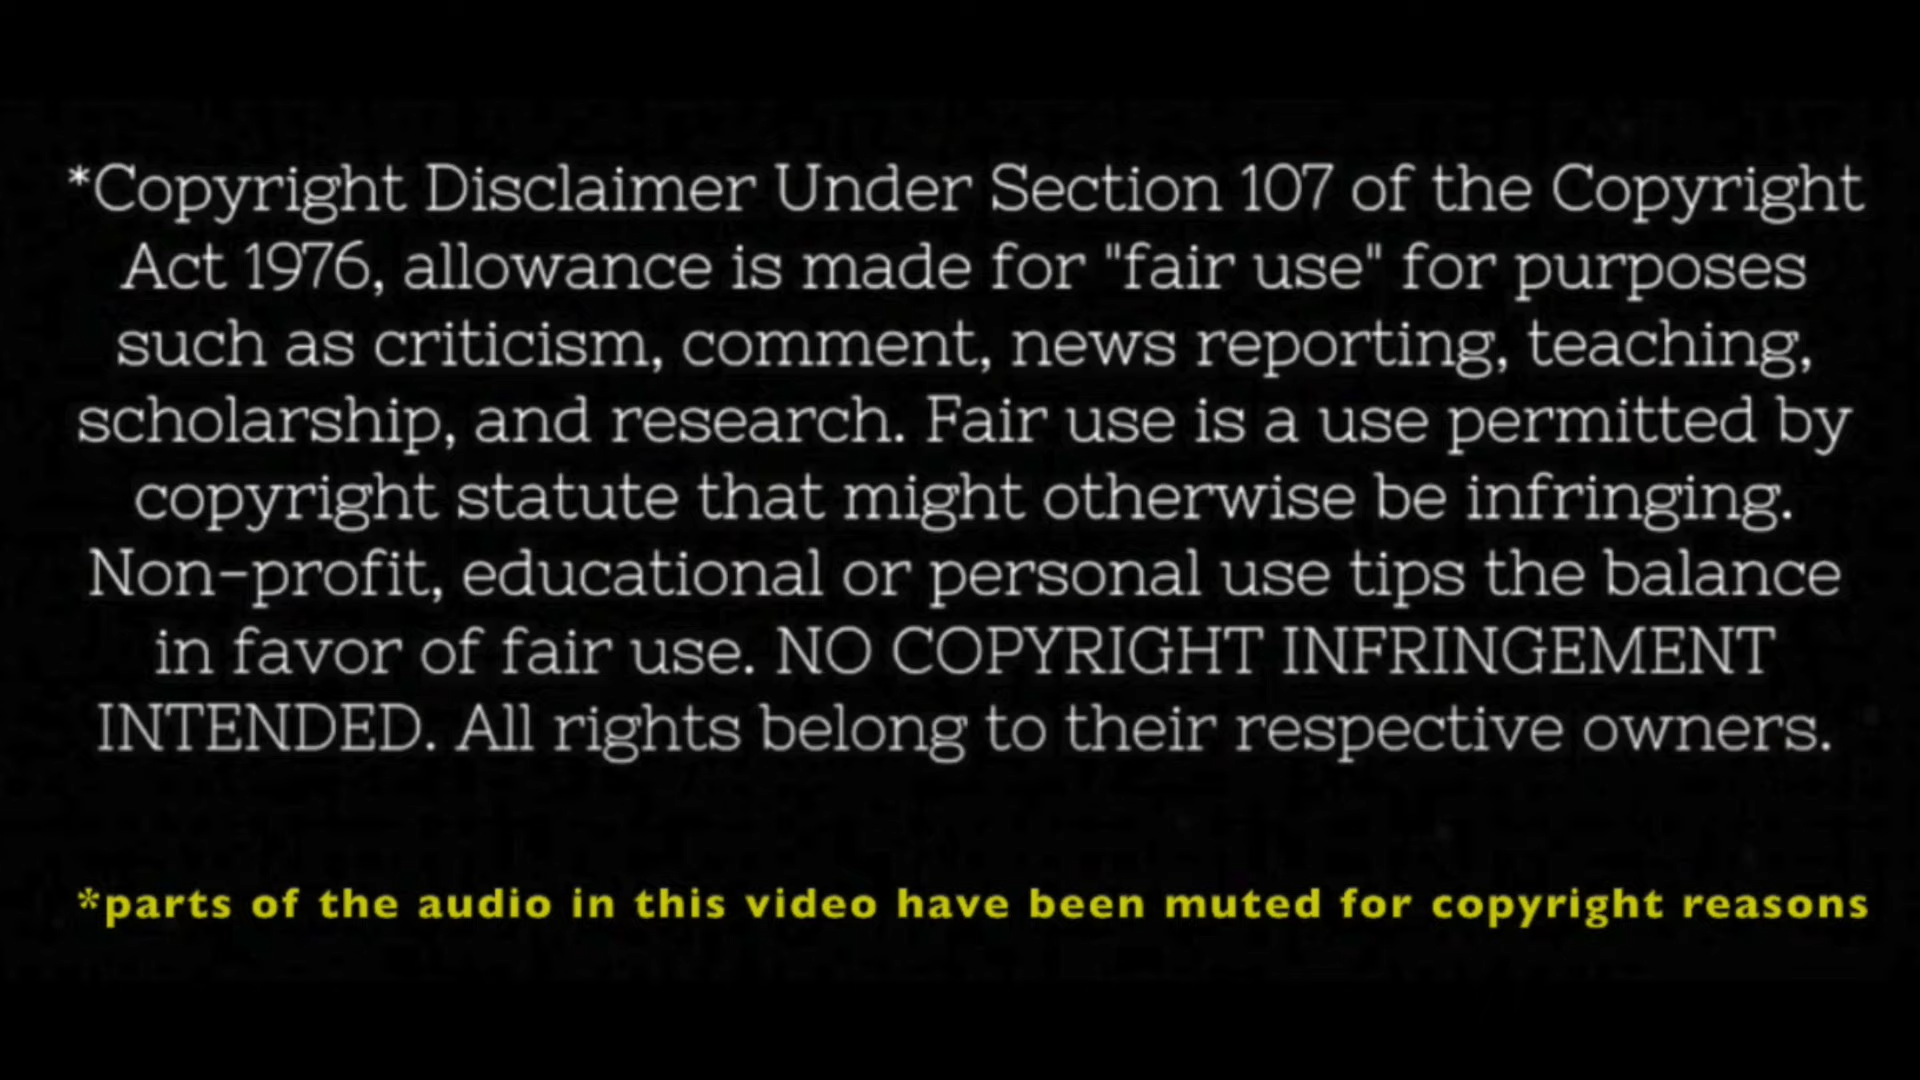 *Copyright Disclaimer Under Section 107 of the Copyright
Act 1976, allowance is made for "fair use" for purposes
such as criticism, comment, news reporting, teaching,
scholarship, and research. Fair use is a use permitted by
copyright statute that might otherwise be infringing.
Non-profit, educational or personal use tips the balance
in favor of fair use. NO COPYRIGHT INFRINGEMENT
INTENDED. All rights belong to their respective owners.
*parts of the audio in this video have been muted for copyright reasons